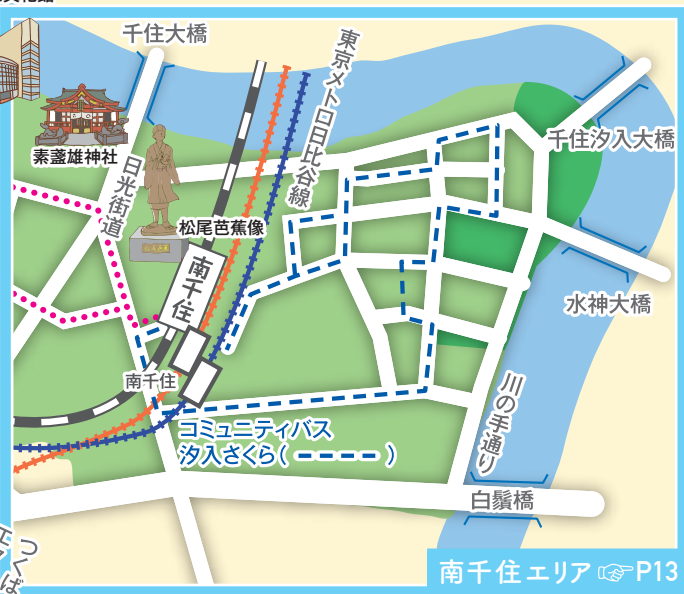 千住大橋
東京メトロ日比谷線
素盞雄神社
日光街道
千住汐入大橋
松尾芭蕉像
南千住
水神大橋
南千住
川の手通り
コミュニティバス
汐入さくら( )
白鬚橋
つくば
南千住エリア☞P13